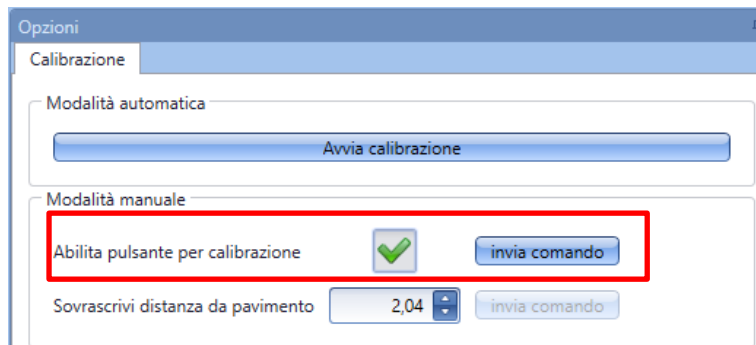 Opzioni
Calibrazione
Modalità automatica
Avvia calibrazione
Modalità manuale
Abilita pulsante per calibrazione invia comando
Sovrascrivi distanza da pavimento 2,04 invia comando